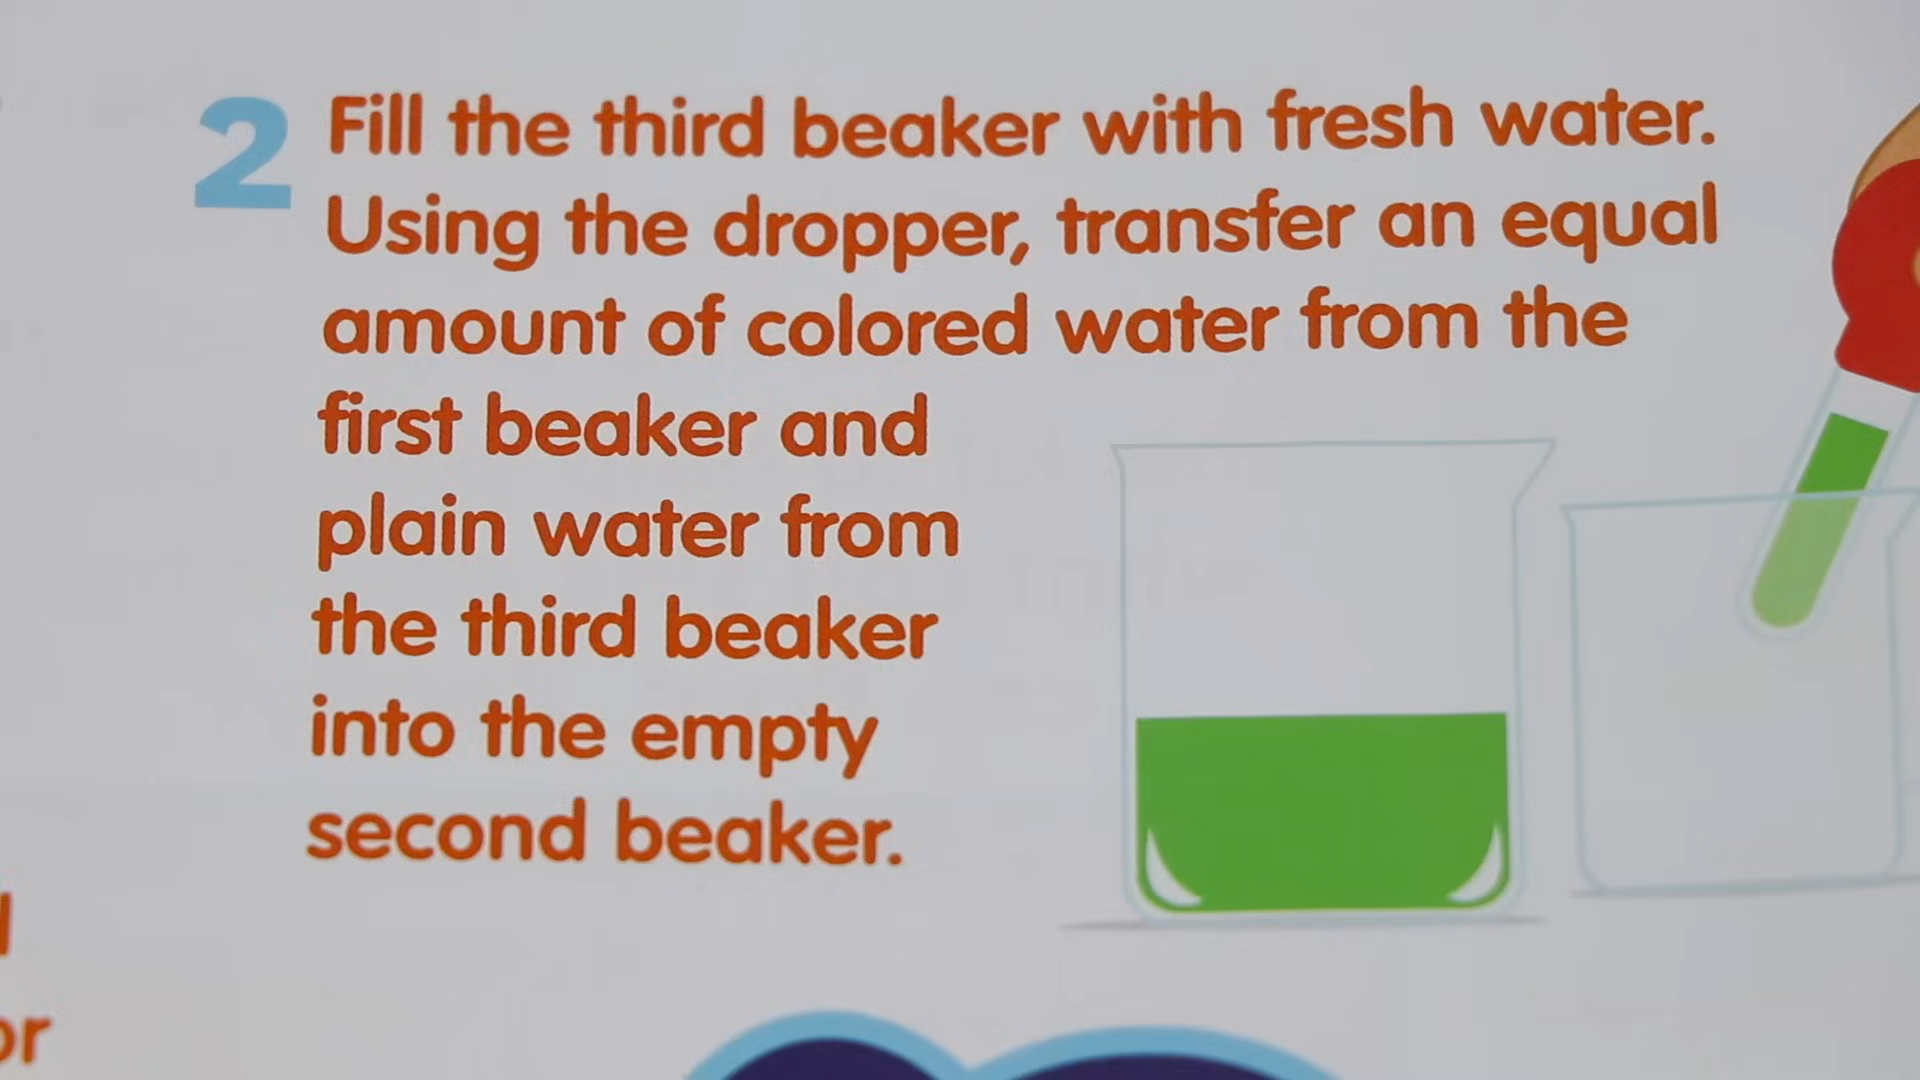 2 Fill the third beaker with fresh water.
Using the dropper, transfer an equal
amount of colored water from the
first beaker and
plain water from
the third beaker
into the empty
second beaker.